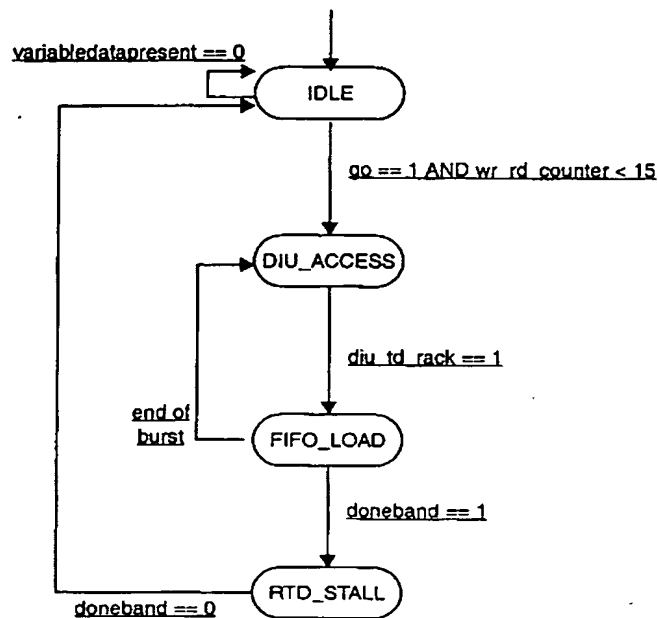 variabledatapresent == 0
IDLE
go == 1 AND wr_rd_counter < 15
DIU_ACCESS
diu_td_rack == 1
end of
burst
FIFO_LOAD
doneband == 1
RTD_STALL
doneband == 0